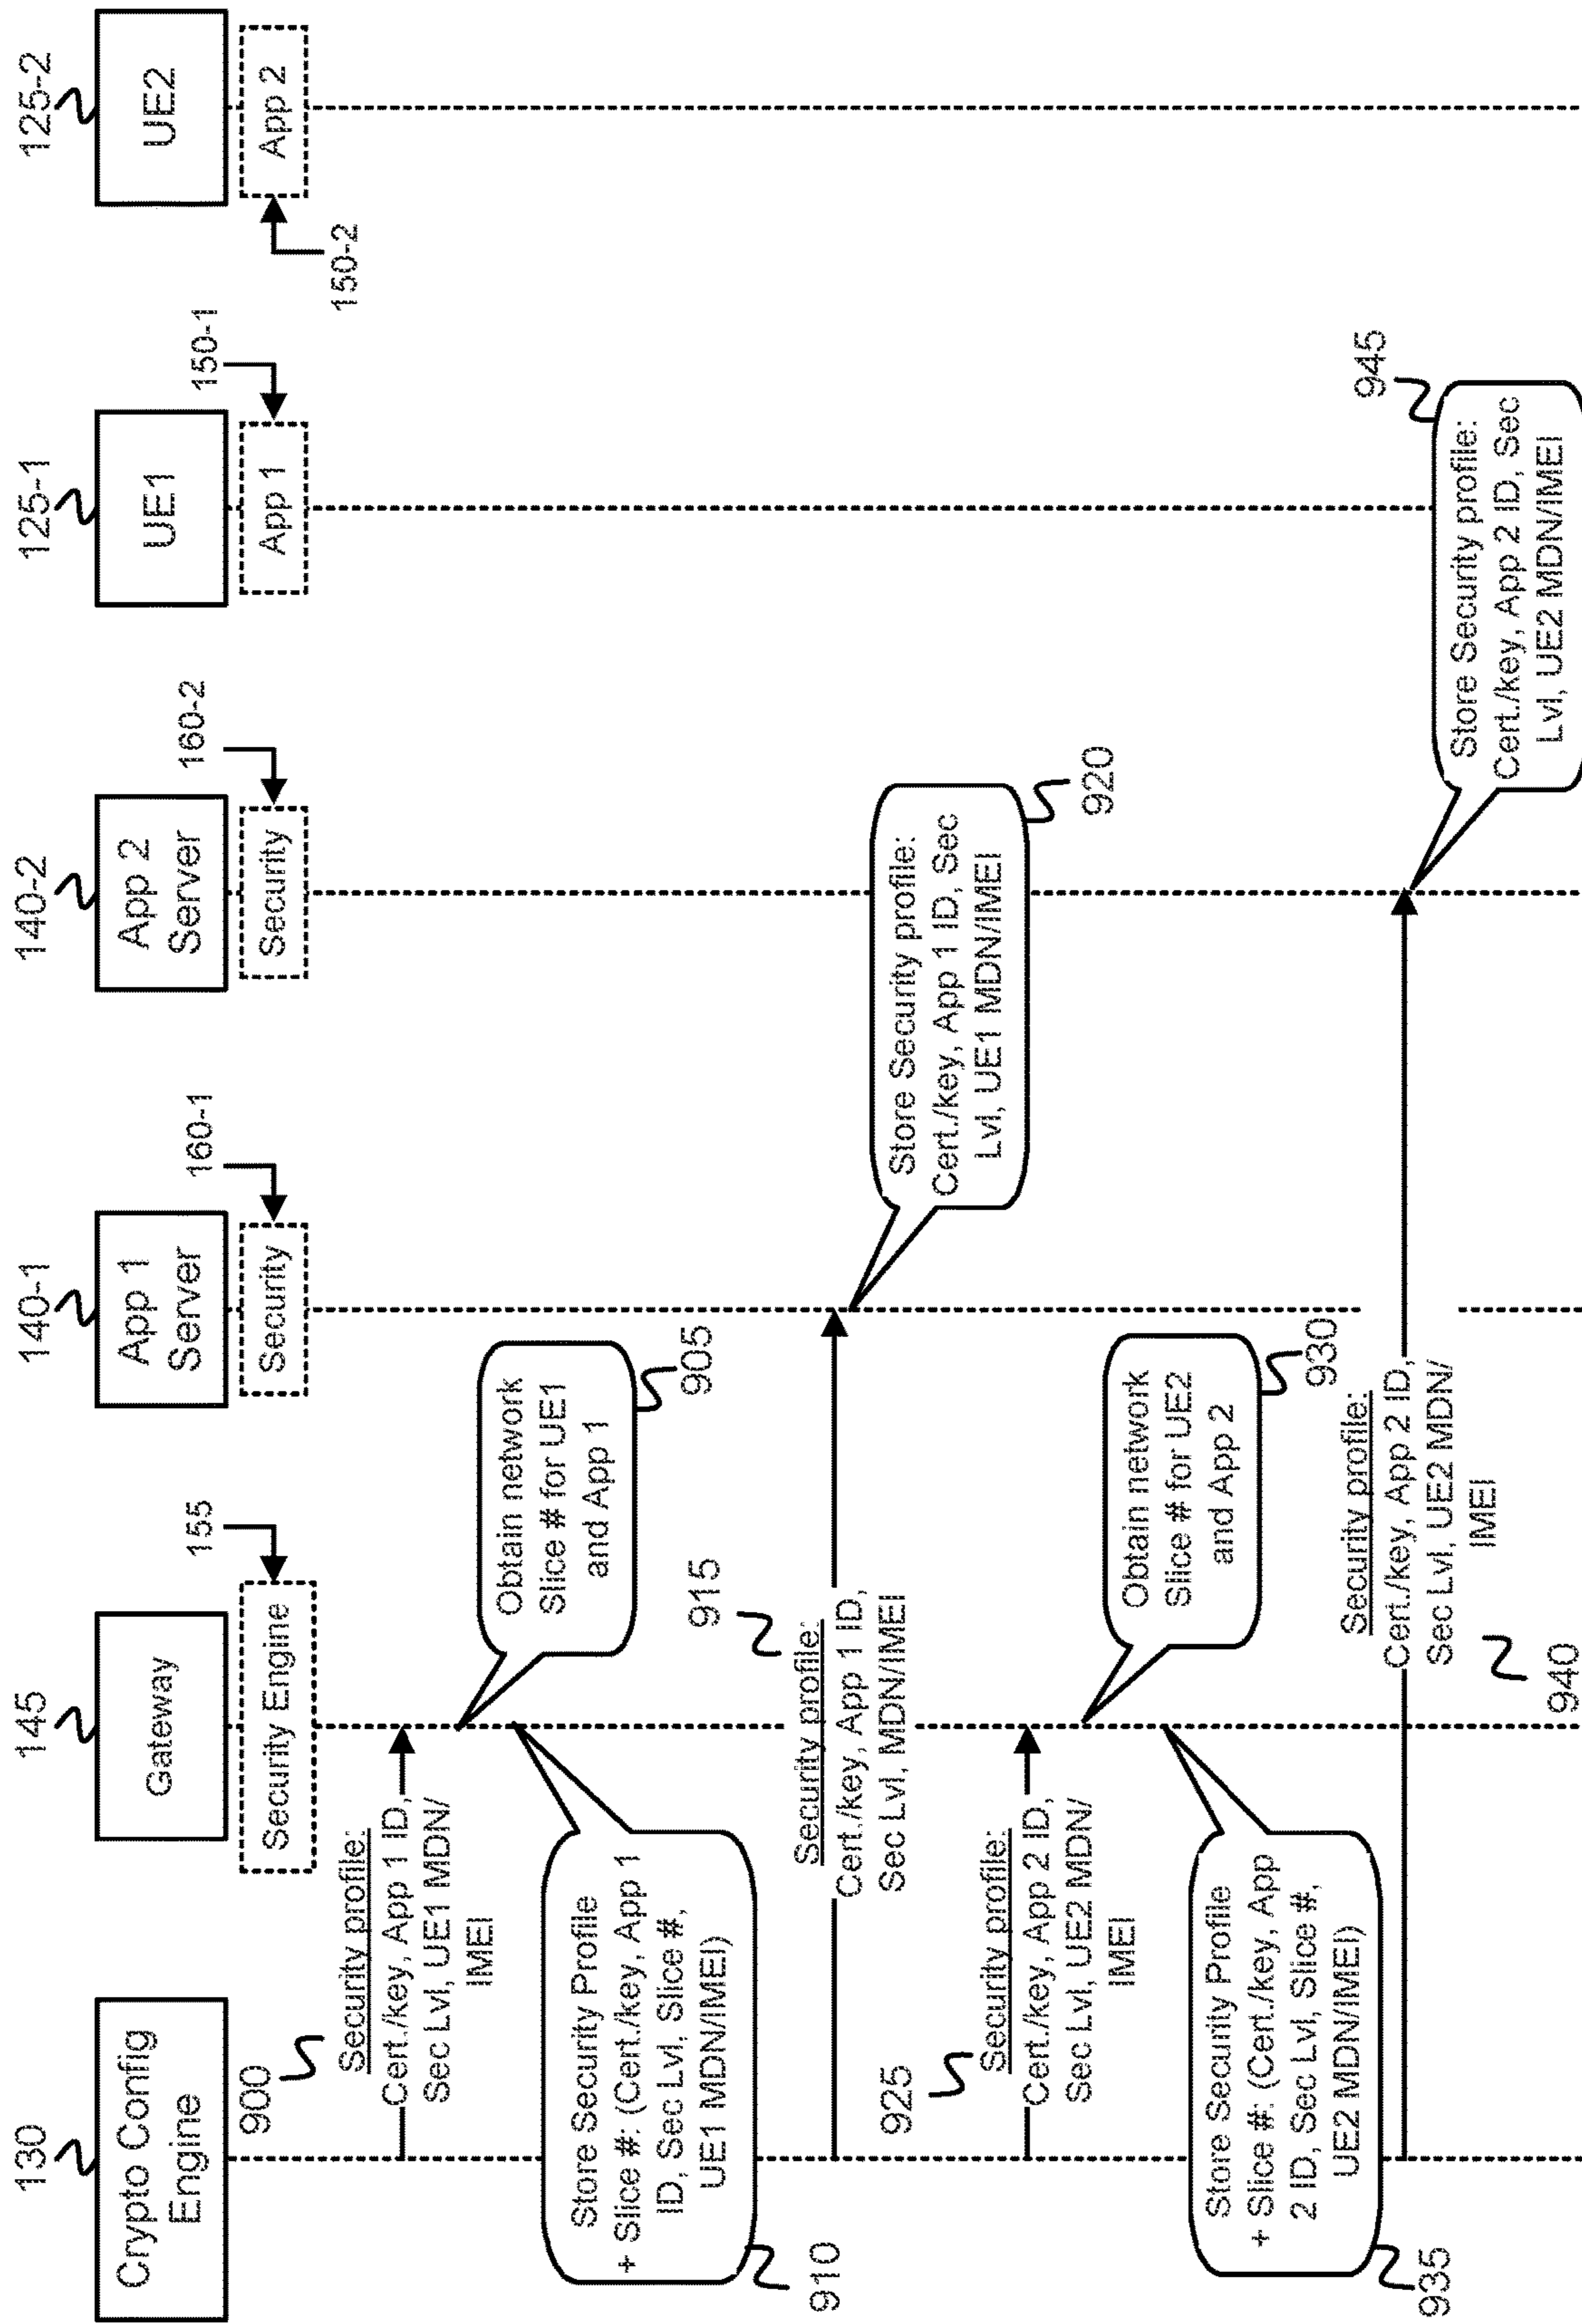 130
Crypto Config
Engine
145
Gateway
Security Engine
155
140-1
App 1
Server
Security
160-1
140-2
App 2
Server
Security
160-2
125-1
UE1
App 1
150-1
125-2
UE2
App 2
150-2
900
Security profile:
Cert./key, App 1 ID,
Sec Lvl, UE1 MDN/
IMEI
Obtain network
Slice # for UE1
and App 1
905
Store Security Profile
+ Slice #: (Cert./key, App 1
ID, Sec Lvl, Slice #,
UE1 MDN/IMEI)
910
915
Security profile:
Cert./key, App 1 ID,
Sec Lvl, MDN/IMEI
Store Security profile:
Cert./key, App 1 ID, Sec
Lvl, UE1 MDN/IMEI
920
925
Security profile:
Cert./key, App 2 ID,
Sec Lvl, UE2 MDN/
IMEI
Obtain network
Slice # for UE2
and App 2
930
Store Security Profile
+ Slice #: (Cert./key, App
2 ID, Sec Lvl, Slice #,
UE2 MDN/IMEI)
935
Security profile:
Cert./key, App 2 ID,
Sec Lvl, UE2 MDN/
IMEI
940
Store Security profile:
Cert./key, App 2 ID, Sec
Lvl, UE2 MDN/IMEI
945